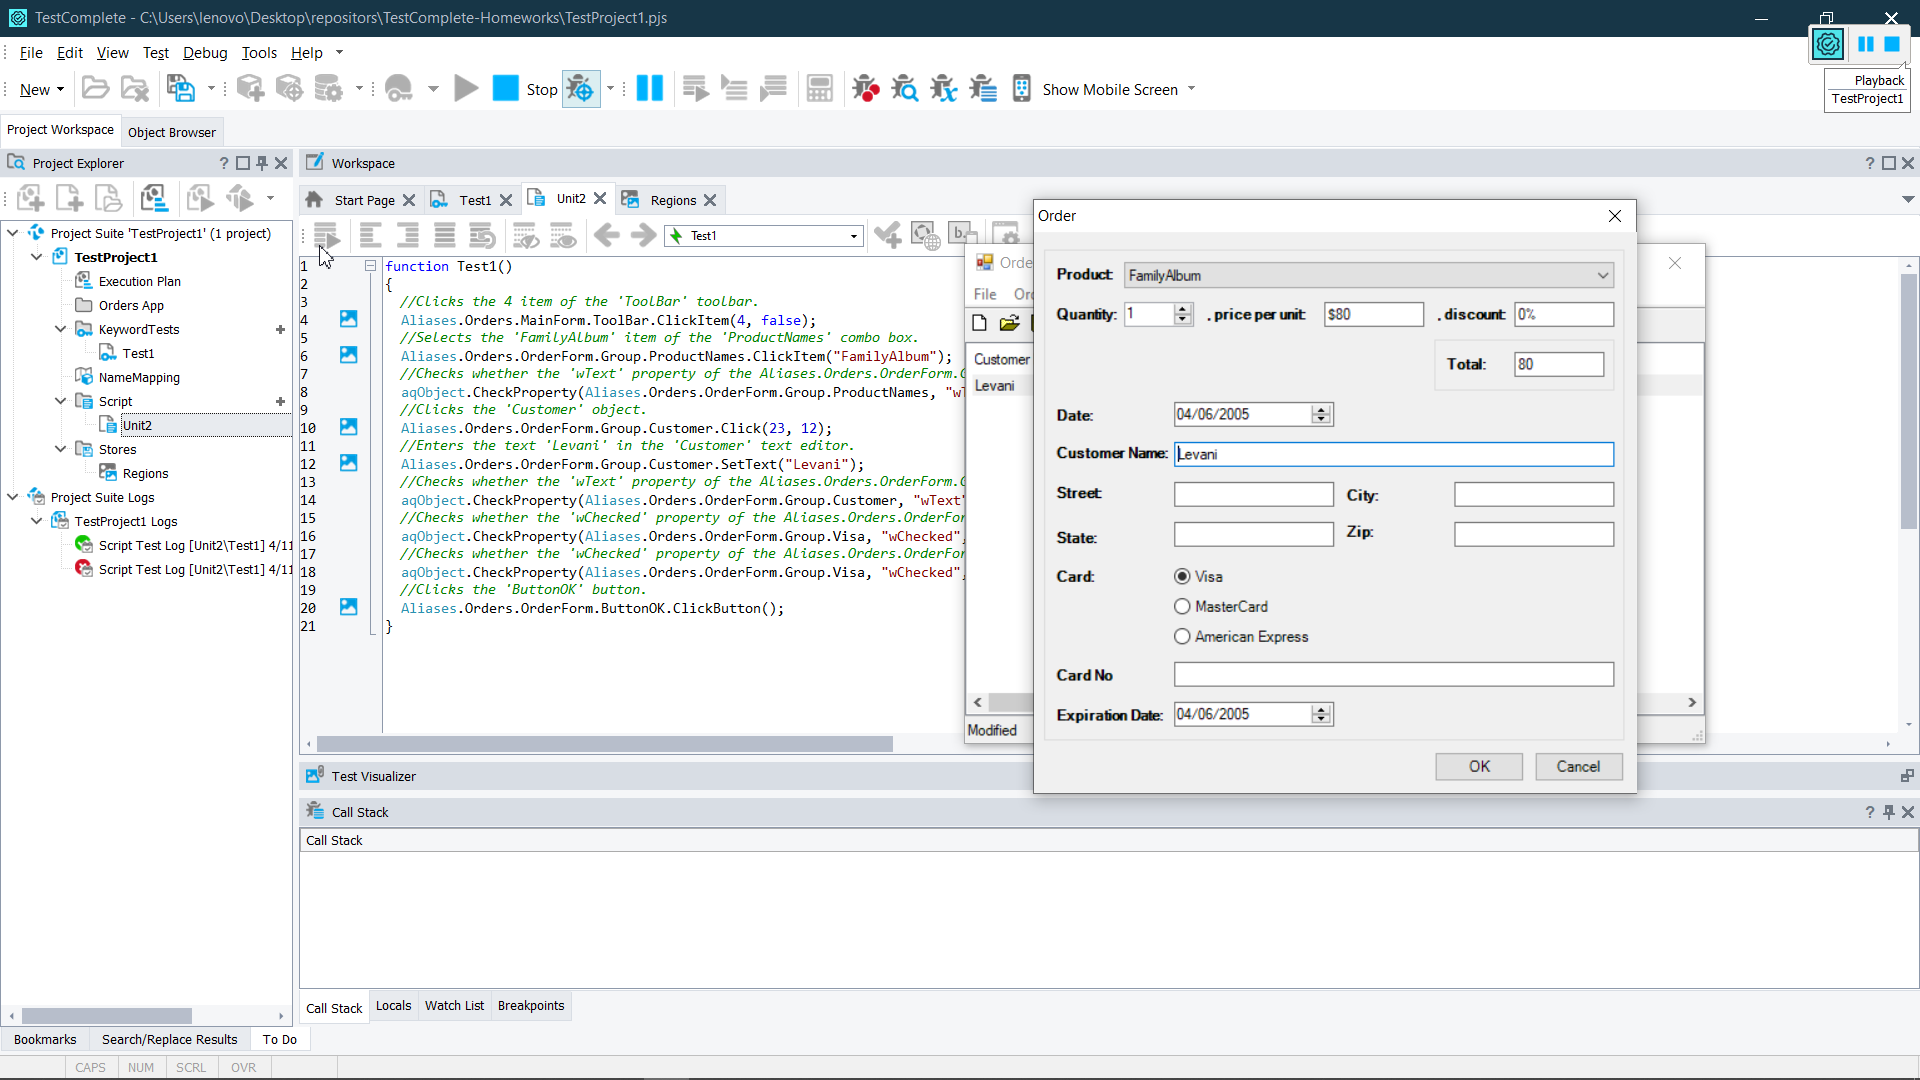 TestComplete - C:\Users\lenovo\Desktop\repositors\TestComplete-Homeworks\TestProject1.pjs
File Edit View Test Debug Tools Help
New Stop Show Mobile Screen
Playback
TestProject1
Project Workspace Object Browser
Project Explorer
Workspace
Start Page Test1 Unit2 Regions
Test1
Project Suite 'TestProject1' (1 project)
TestProject1
Execution Plan
Orders App
KeywordTests
Test1
NameMapping
Script
Unit2
Stores
Regions
Project Suite Logs
TestProject1 Logs
Script Test Log [Unit2\Test1] 4/11
Script Test Log [Unit2\Test1] 4/11
1 function Test1()
2 {
3 //Clicks the 4 item of the 'ToolBar' toolbar.
4 Aliases.Orders.MainForm.ToolBar.ClickItem(4, false);
5 //Selects the 'FamilyAlbum' item of the 'ProductNames' combo box.
6 Aliases.Orders.OrderForm.Group.ProductNames.ClickItem("FamilyAlbum");
7 //Checks whether the 'wText' property of the Aliases.Orders.OrderForm.G
8 aqObject.CheckProperty(Aliases.Orders.OrderForm.Group.ProductNames, "wT
9 //Clicks the 'Customer' object.
10 Aliases.Orders.OrderForm.Group.Customer.Click(23, 12);
11 //Enters the text 'Levani' in the 'Customer' text editor.
12 Aliases.Orders.OrderForm.Group.Customer.SetText("Levani");
13 //Checks whether the 'wText' property of the Aliases.Orders.OrderForm.G
14 aqObject.CheckProperty(Aliases.Orders.OrderForm.Group.Customer, "wText"
15 //Checks whether the 'wChecked' property of the Aliases.Orders.OrderFor
16 aqObject.CheckProperty(Aliases.Orders.OrderForm.Group.Visa, "wChecked",
17 //Checks whether the 'wChecked' property of the Aliases.Orders.OrderFor
18 aqObject.CheckProperty(Aliases.Orders.OrderForm.Group.Visa, "wChecked",
19 //Clicks the 'ButtonOK' button.
20 Aliases.Orders.OrderForm.ButtonOK.ClickButton();
21 }
Orde
File Or
Customer
Levani
Modified
Order
Product: FamilyAlbum
Quantity: 1 . price per unit: $80 . discount: 0%
Total: 80
Date: 04/06/2005
Customer Name: Levani
Street: City:
State: Zip:
Card: Visa
MasterCard
American Express
Card No
Expiration Date: 04/06/2005
OK Cancel
Test Visualizer
Call Stack
Call Stack
Call Stack Locals Watch List Breakpoints
Bookmarks Search/Replace Results To Do
CAPS NUM SCRL OVR